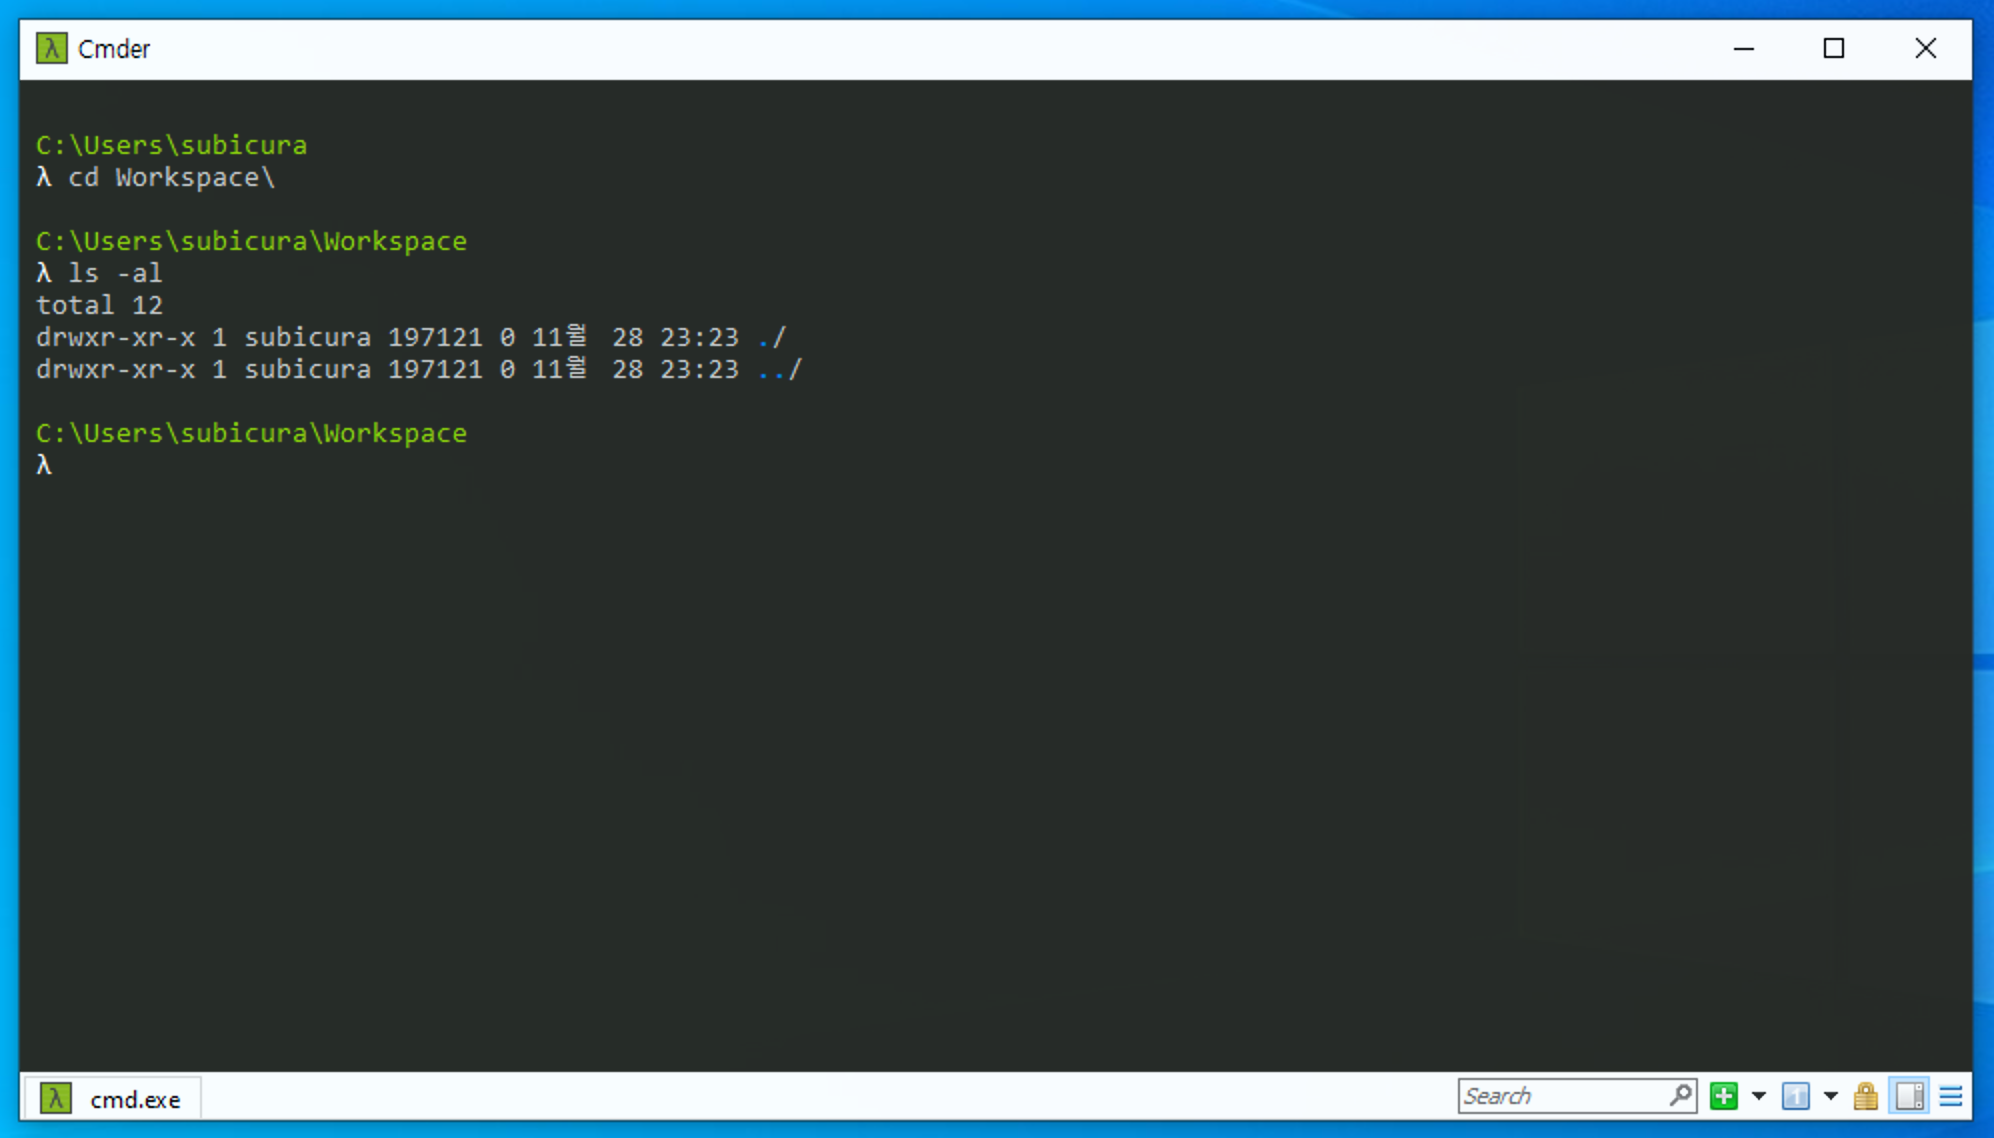 λ Cmder
C:\Users\subicura
λ cd Workspace\
C:\Users\subicura\Workspace
λ ls -al
total 12
drwxr-xr-x 1 subicura 197121 0 11월 28 23:23 ./
drwxr-xr-x 1 subicura 197121 0 11월 28 23:23 ../
C:\Users\subicura\Workspace
λ
λ cmd.exe
Search
1